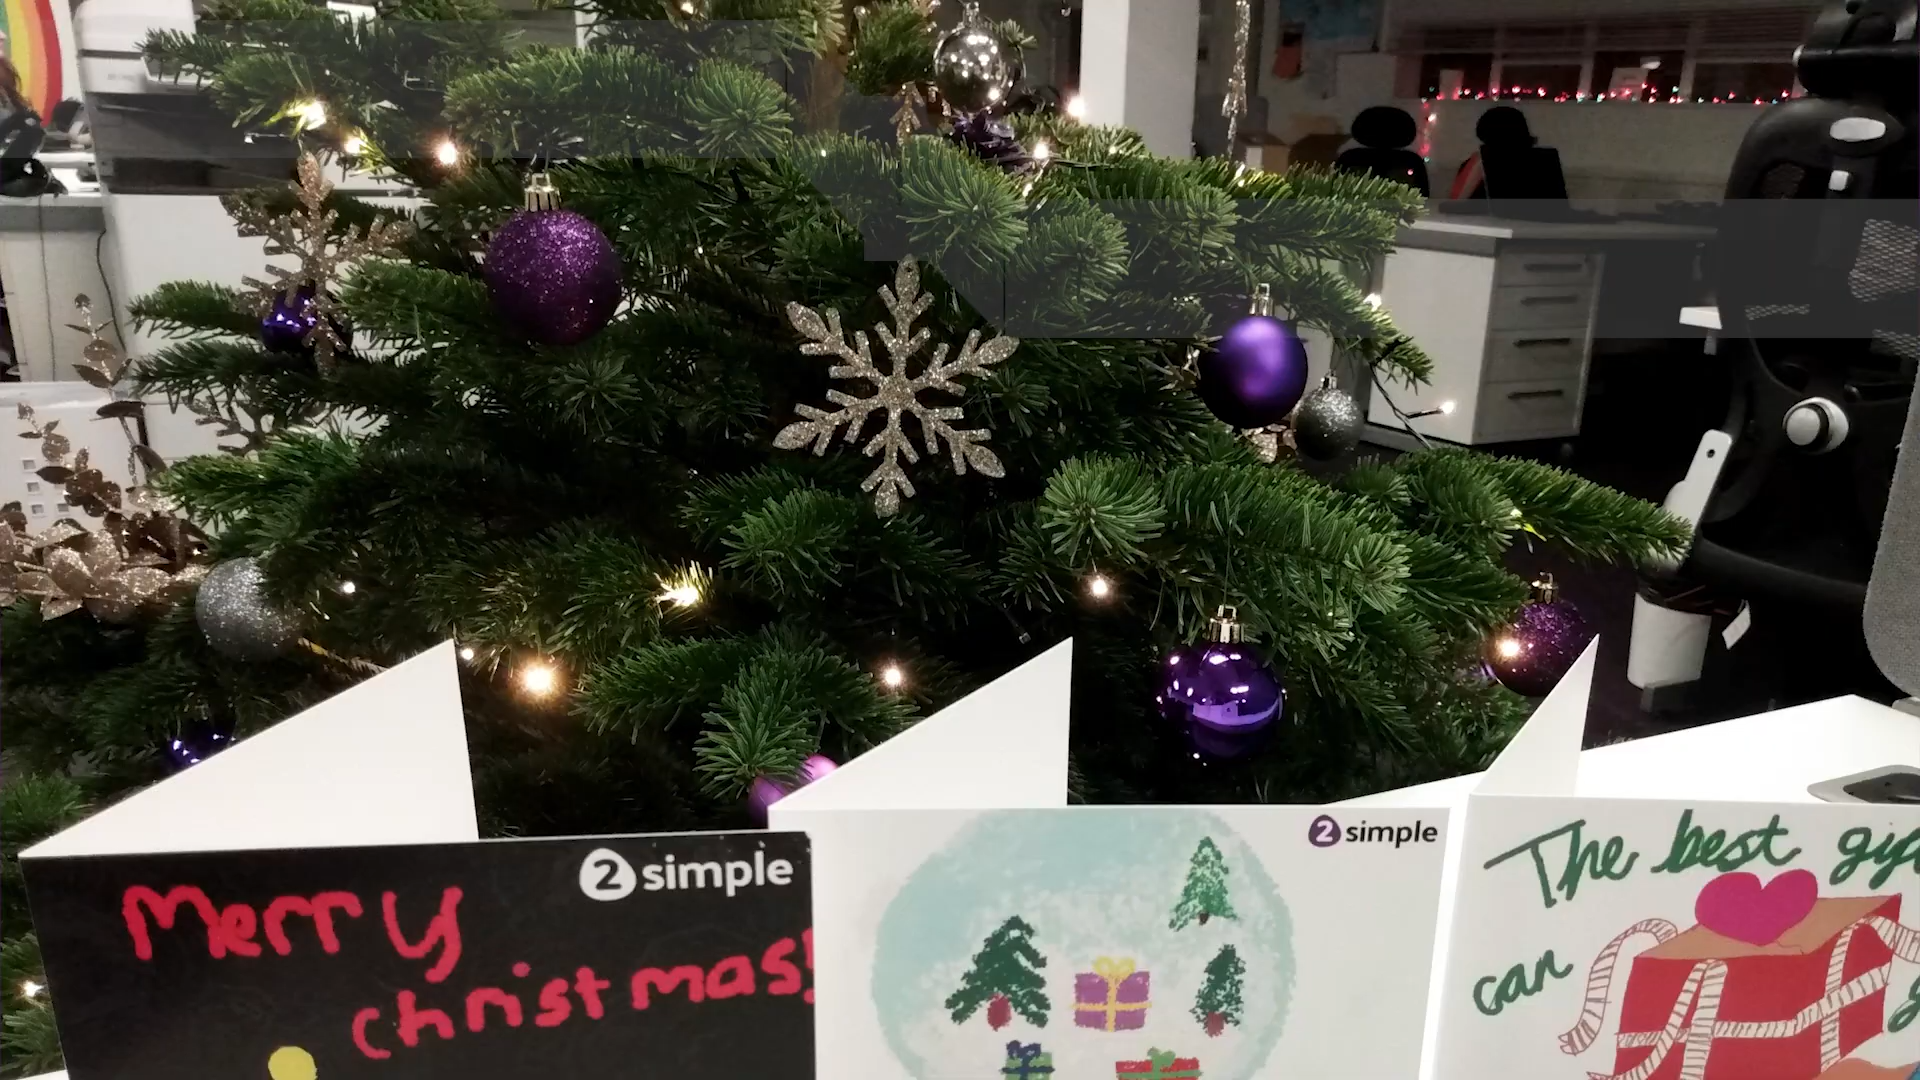 2simple
Merry
christmas!
2simple
The best
can